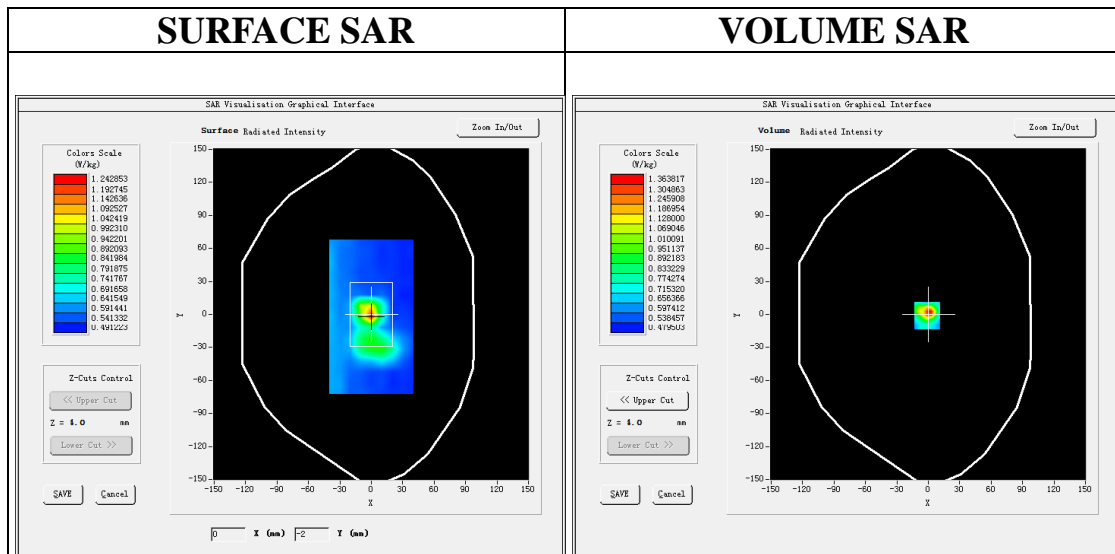 SURFACE SAR
VOLUME SAR
SAR Visualisation Graphical Interface
Surface Radiated Intensity
Zoom In/Out
Colors Scale
(W/kg)
1.242853
1.192745
1.142636
1.092527
1.042419
0.992310
0.942201
0.892093
0.841984
0.791875
0.741767
0.691658
0.641549
0.591441
0.541332
0.491223
150
120
90
60
30
0
-30
-60
-90
-120
-150
Y
-150 -120 -90 -60 -30 0 30 60 90 120 150
X
Z-Cuts Control
<< Upper Cut
Z = 4.0 mm
Lower Cut >>
SAVE Cancel
0 X (mm) -2 Y (mm)
SAR Visualisation Graphical Interface
Volume Radiated Intensity
Zoom In/Out
Colors Scale
(W/kg)
1.363817
1.304863
1.245908
1.186954
1.128000
1.069046
1.010091
0.951137
0.892183
0.833229
0.774274
0.715320
0.656366
0.597412
0.538457
0.479503
150
120
90
60
30
0
-30
-60
-90
-120
-150
Y
-150 -120 -90 -60 -30 0 30 60 90 120 150
X
Z-Cuts Control
<< Upper Cut
Z = 4.0 mm
Lower Cut >>
SAVE Cancel